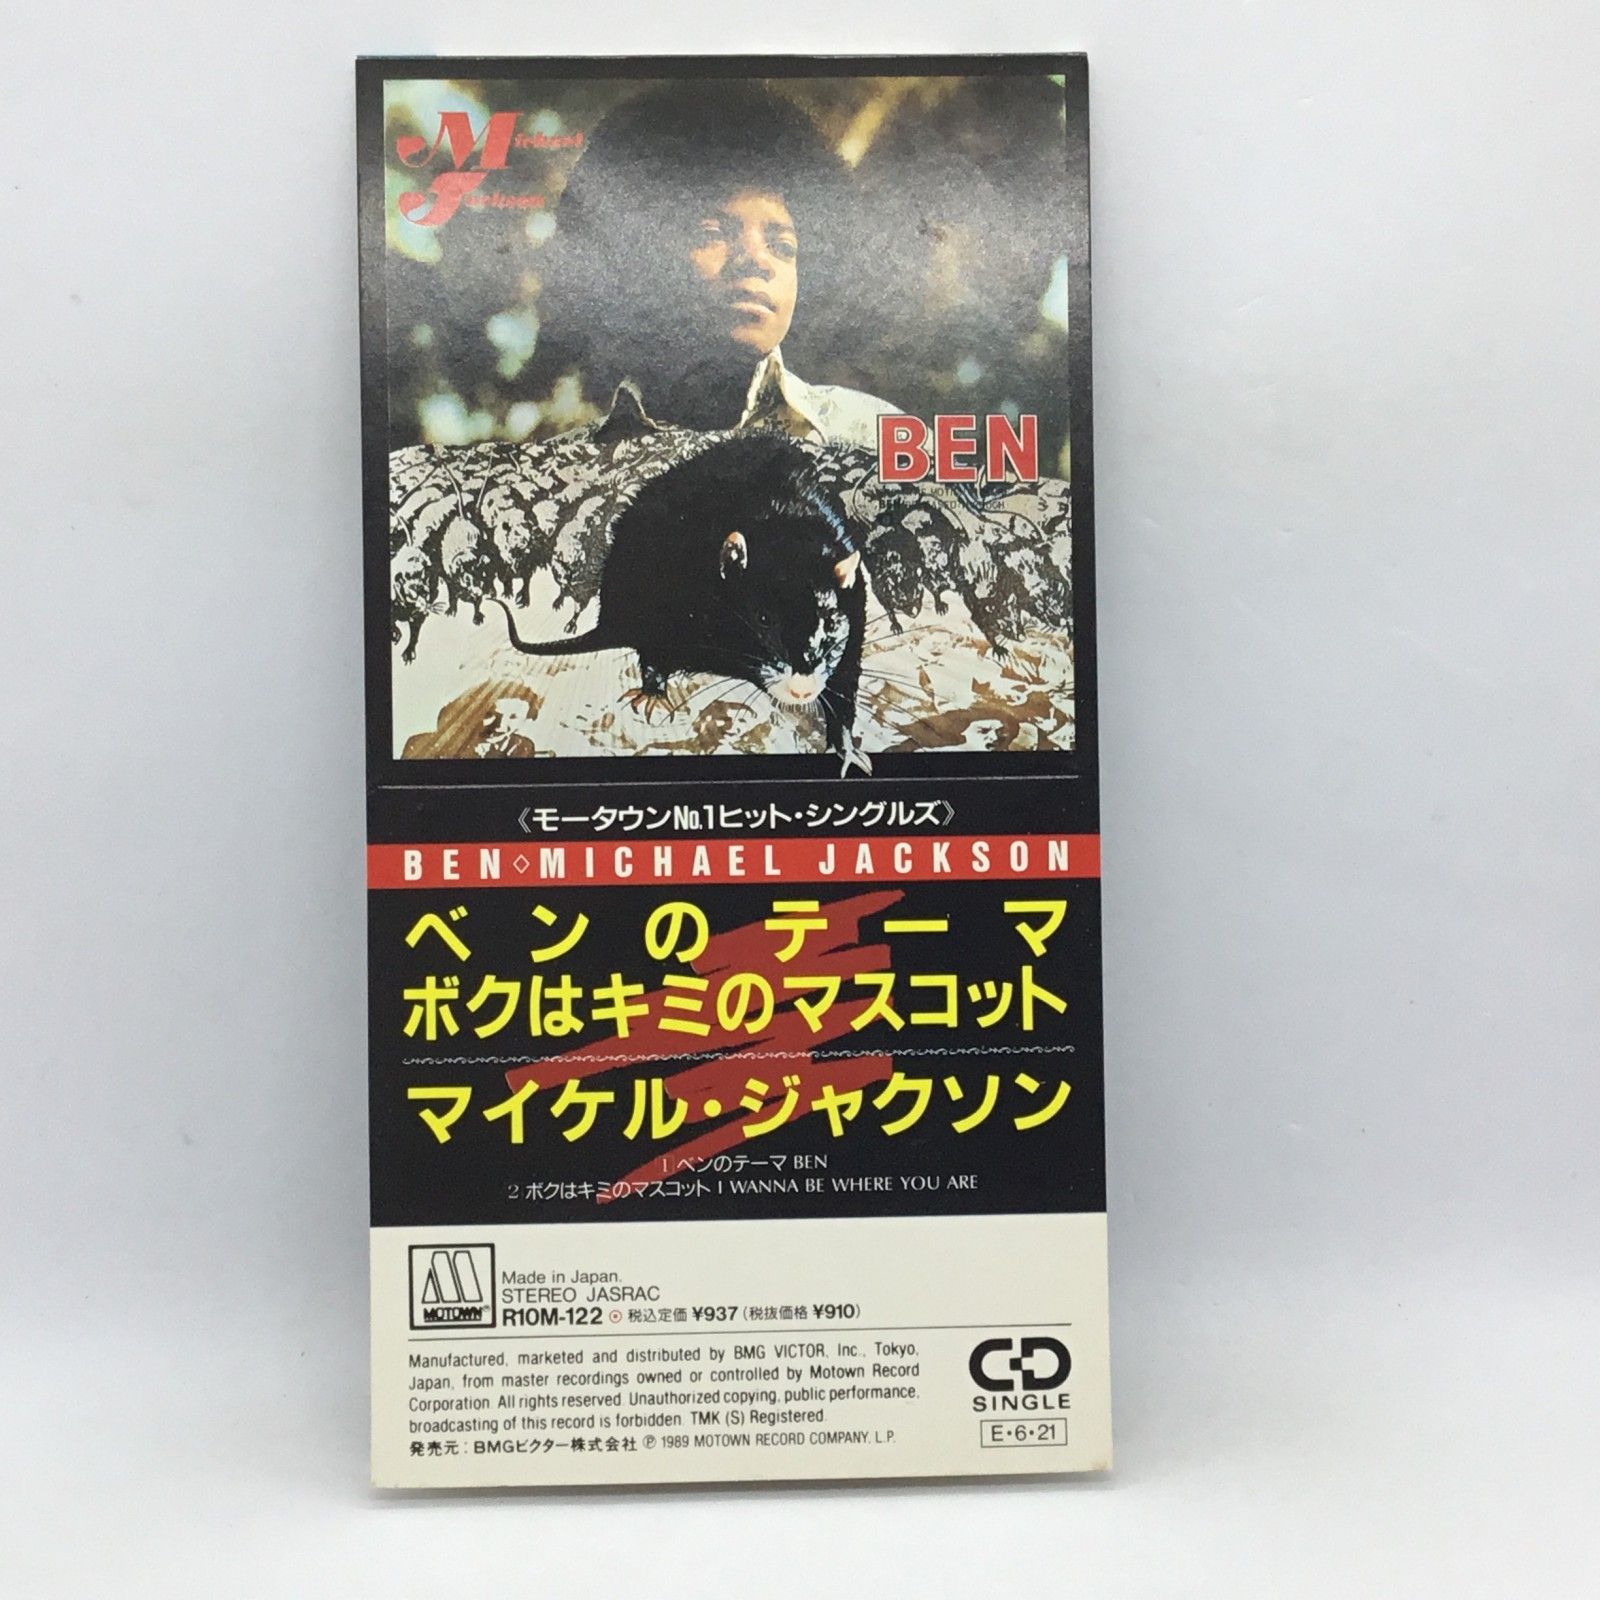 Michael
Jackson
BEN
《モータウンNo.1ヒット・シングルズ》
BEN◇MICHAEL JACKSON
ベンのテーマ
ボクはキミのマスコット
マイケル・ジャクソン
1 ベンのテーマ BEN
2 ボクはキミのマスコット I WANNA BE WHERE YOU ARE
MOTOWN®
Made in Japan.
STEREO JASRAC
R10M-122 税込定価 ¥937 (税抜価格 ¥910)
Manufactured, marketed and distributed by BMG VICTOR, Inc., Tokyo,
Japan, from master recordings owned or controlled by Motown Record
Corporation. All rights reserved. Unauthorized copying, public performance,
broadcasting of this record is forbidden. TMK (S) Registered.
発売元：BMGビクター株式会社 ℗ 1989 MOTOWN RECORD COMPANY, L.P.
CD
SINGLE
E・6・21